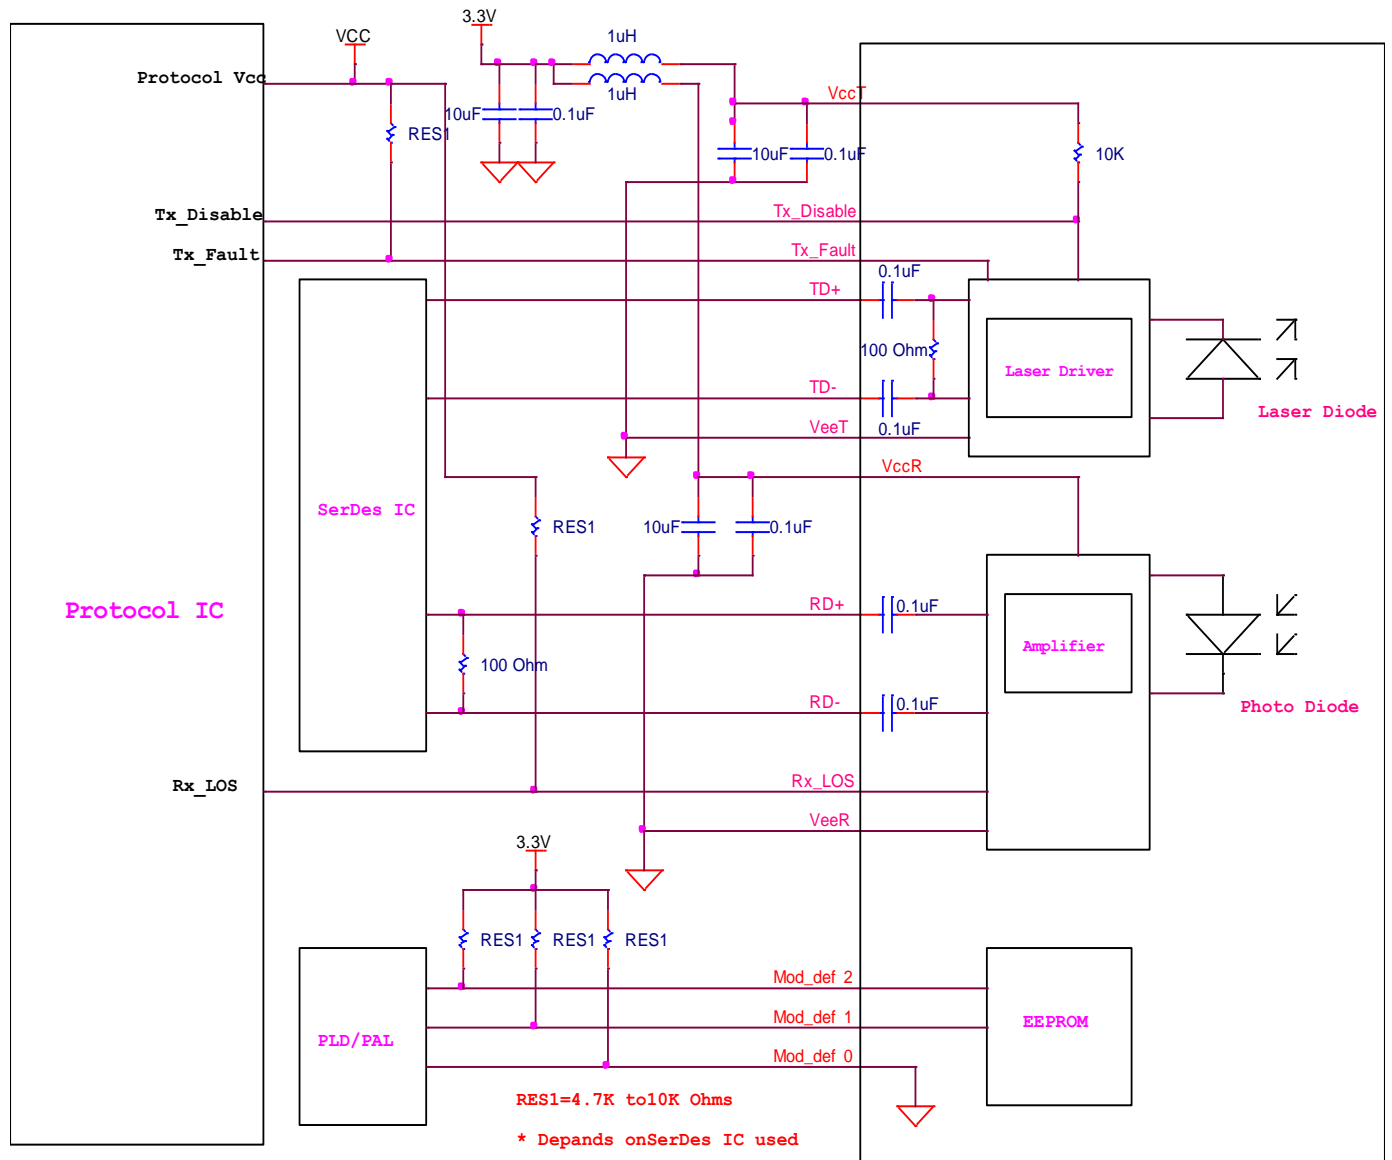 3.3V
1uH
VCC
Protocol Vcc
1uH
VccT
10uF
0.1uF
RES1
10uF
0.1uF
10K
Tx_Disable
Tx_Disable
Tx_Fault
Tx_Fault
0.1uF
TD+
100 Ohm
Laser Driver
TD-
Laser Diode
VeeT
0.1uF
VccR
SerDes IC
RES1
10uF
0.1uF
Protocol IC
RD+
0.1uF
Amplifier
100 Ohm
RD-
0.1uF
Photo Diode
Rx_LOS
Rx_LOS
VeeR
3.3V
RES1
RES1
RES1
Mod_def 2
Mod_def 1
EEPROM
PLD/PAL
Mod_def 0
RES1=4.7K to10K Ohms
* Depands onSerDes IC used